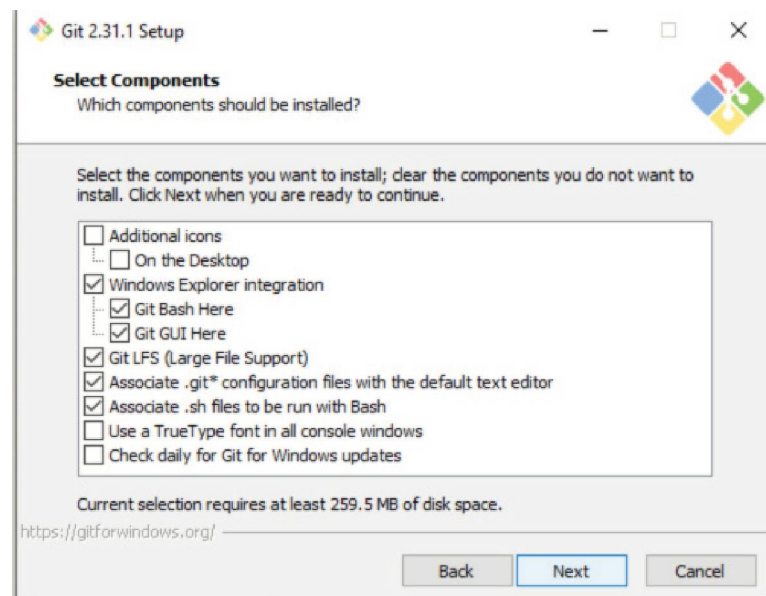 Git 2.31.1 Setup
Select Components
Which components should be installed?
Select the components you want to install; clear the components you do not want to
install. Click Next when you are ready to continue.
Additional icons
On the Desktop
Windows Explorer integration
Git Bash Here
Git GUI Here
Git LFS (Large File Support)
Associate .git* configuration files with the default text editor
Associate .sh files to be run with Bash
Use a TrueType font in all console windows
Check daily for Git for Windows updates
Current selection requires at least 259.5 MB of disk space.
https://gitforwindows.org/
Back Next Cancel